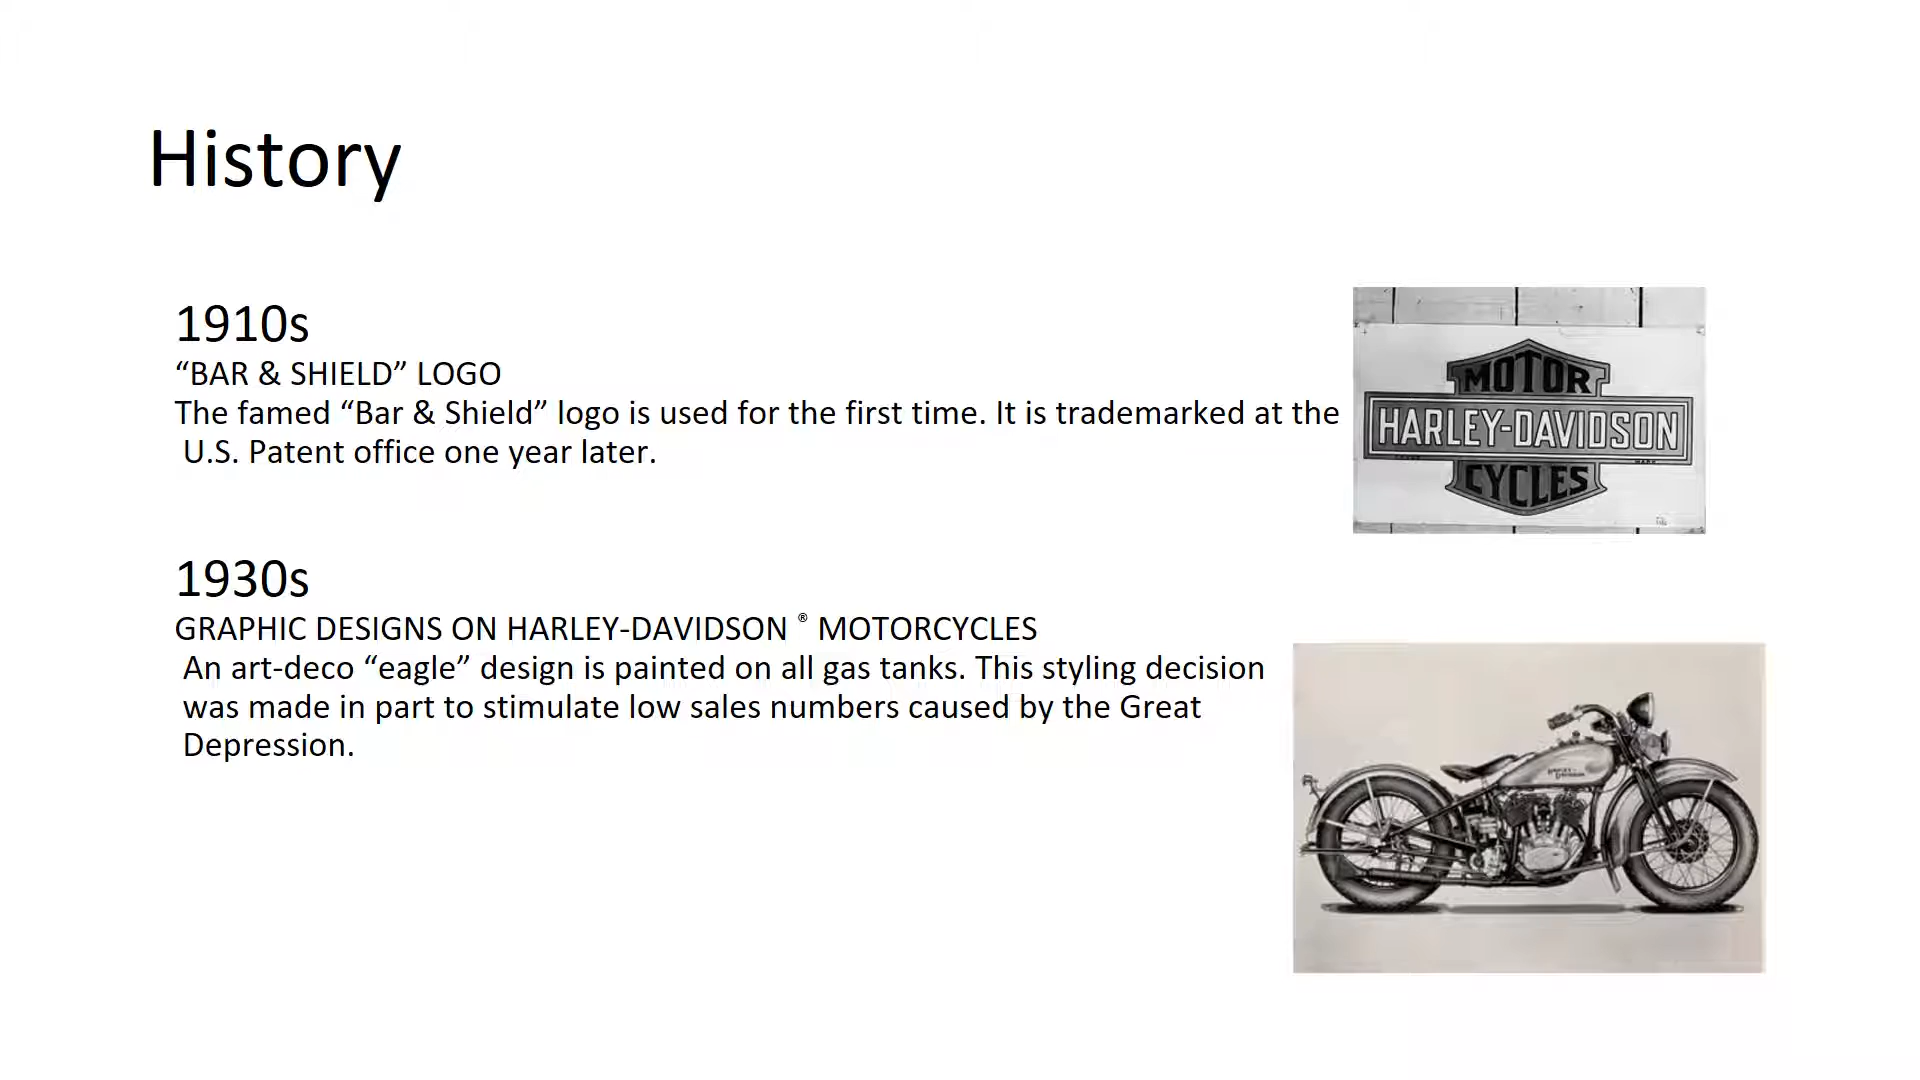 History
1910s
“BAR & SHIELD” LOGO
The famed “Bar & Shield” logo is used for the first time. It is trademarked at the
U.S. Patent office one year later.
MOTOR
HARLEY-DAVIDSON
CYCLES
1930s
GRAPHIC DESIGNS ON HARLEY-DAVIDSON ® MOTORCYCLES
An art-deco “eagle” design is painted on all gas tanks. This styling decision
was made in part to stimulate low sales numbers caused by the Great
Depression.
HARLEY-
DAVIDSON